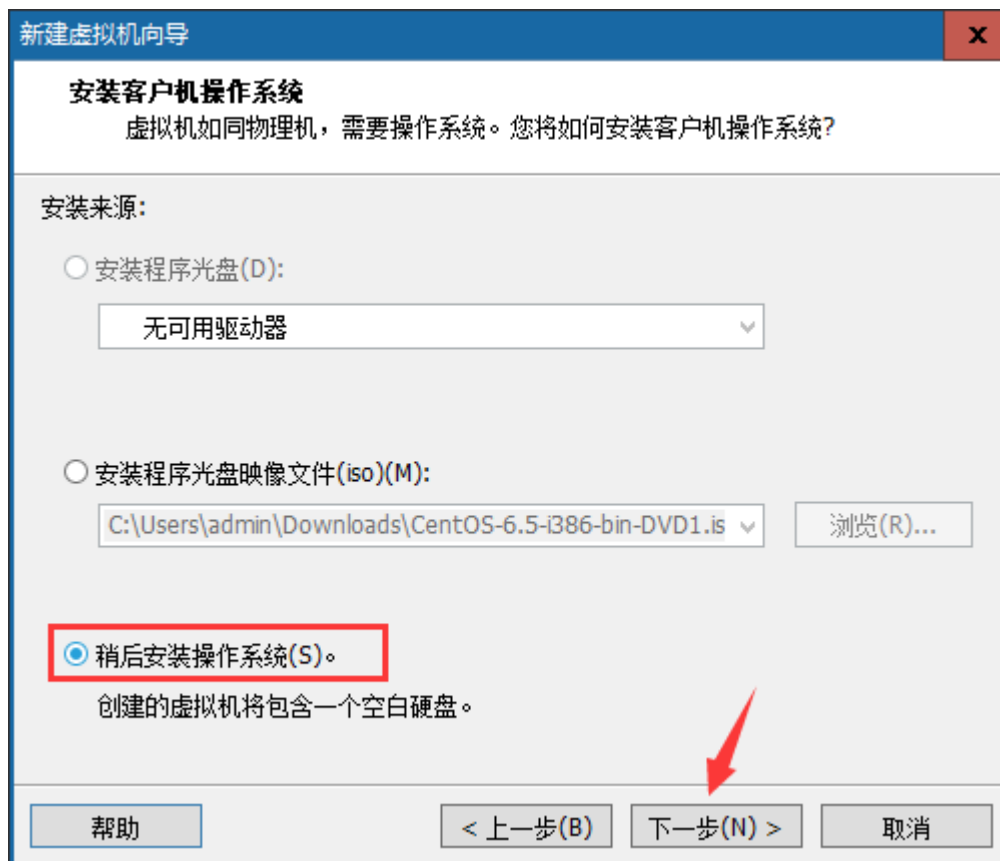 新建虚拟机向导
x
安装客户机操作系统
虚拟机如同物理机，需要操作系统。您将如何安装客户机操作系统?
安装来源:
安装程序光盘(D):
无可用驱动器
安装程序光盘映像文件(iso)(M):
C:\Users\admin\Downloads\CentOS-6.5-i386-bin-DVD1.is
浏览(R)...
稍后安装操作系统(S)。
创建的虚拟机将包含一个空白硬盘。
帮助
< 上一步(B)
下一步(N) >
取消